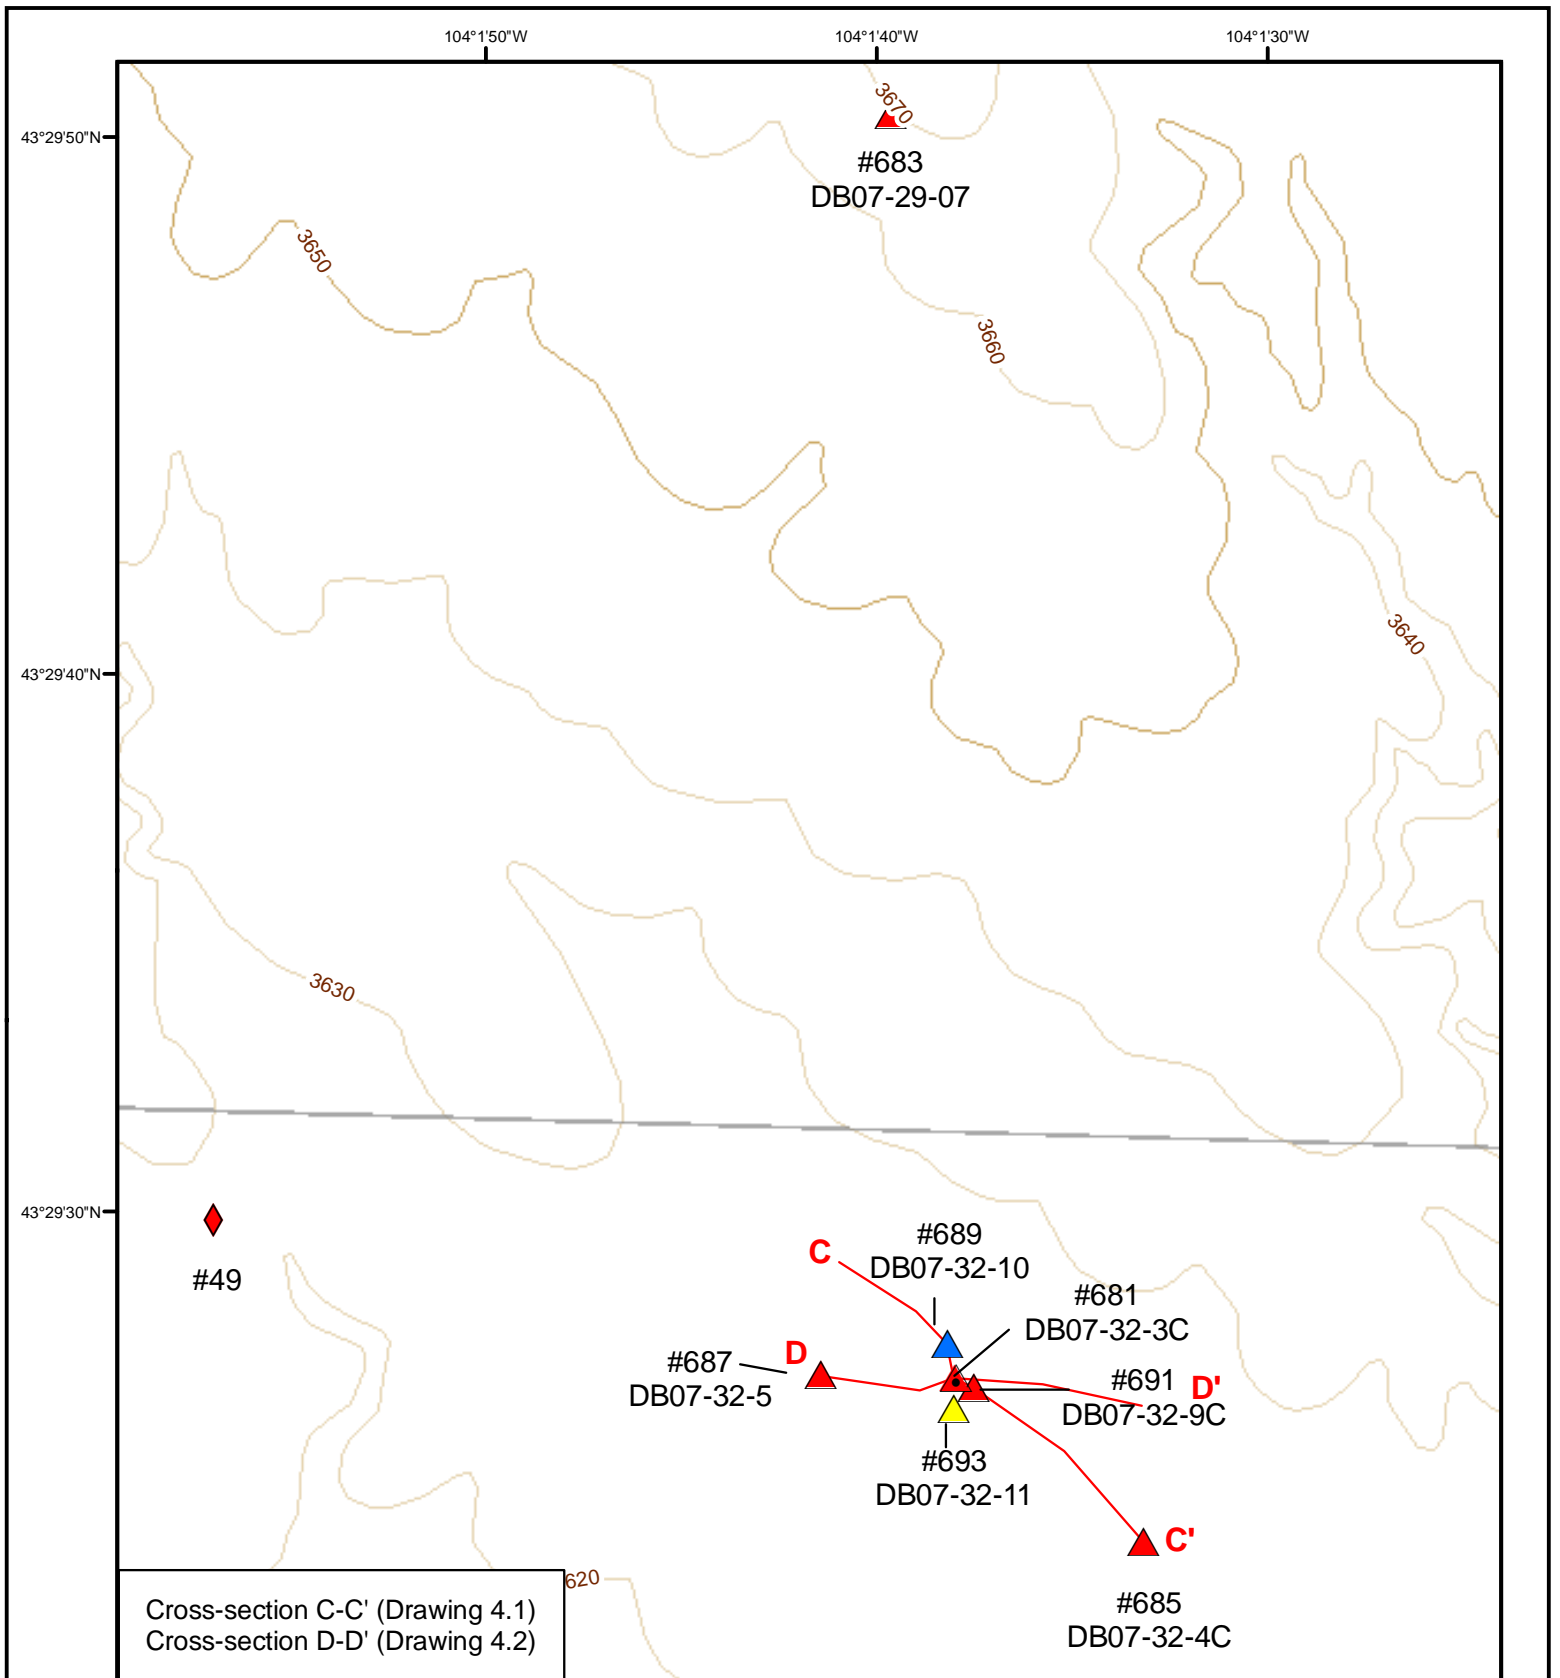 104°1'50"W
104°1'40"W
104°1'30"W
43°29'50"N
3670
#683
DB07-29-07
3650
3660
3640
43°29'40"N
3630
43°29'30"N
#49
C
#689
DB07-32-10
#681
DB07-32-3C
D
#687
DB07-32-5
#691
DB07-32-9C
D'
#693
DB07-32-11
C'
#685
DB07-32-4C
620
Cross-section C-C' (Drawing 4.1)
Cross-section D-D' (Drawing 4.2)